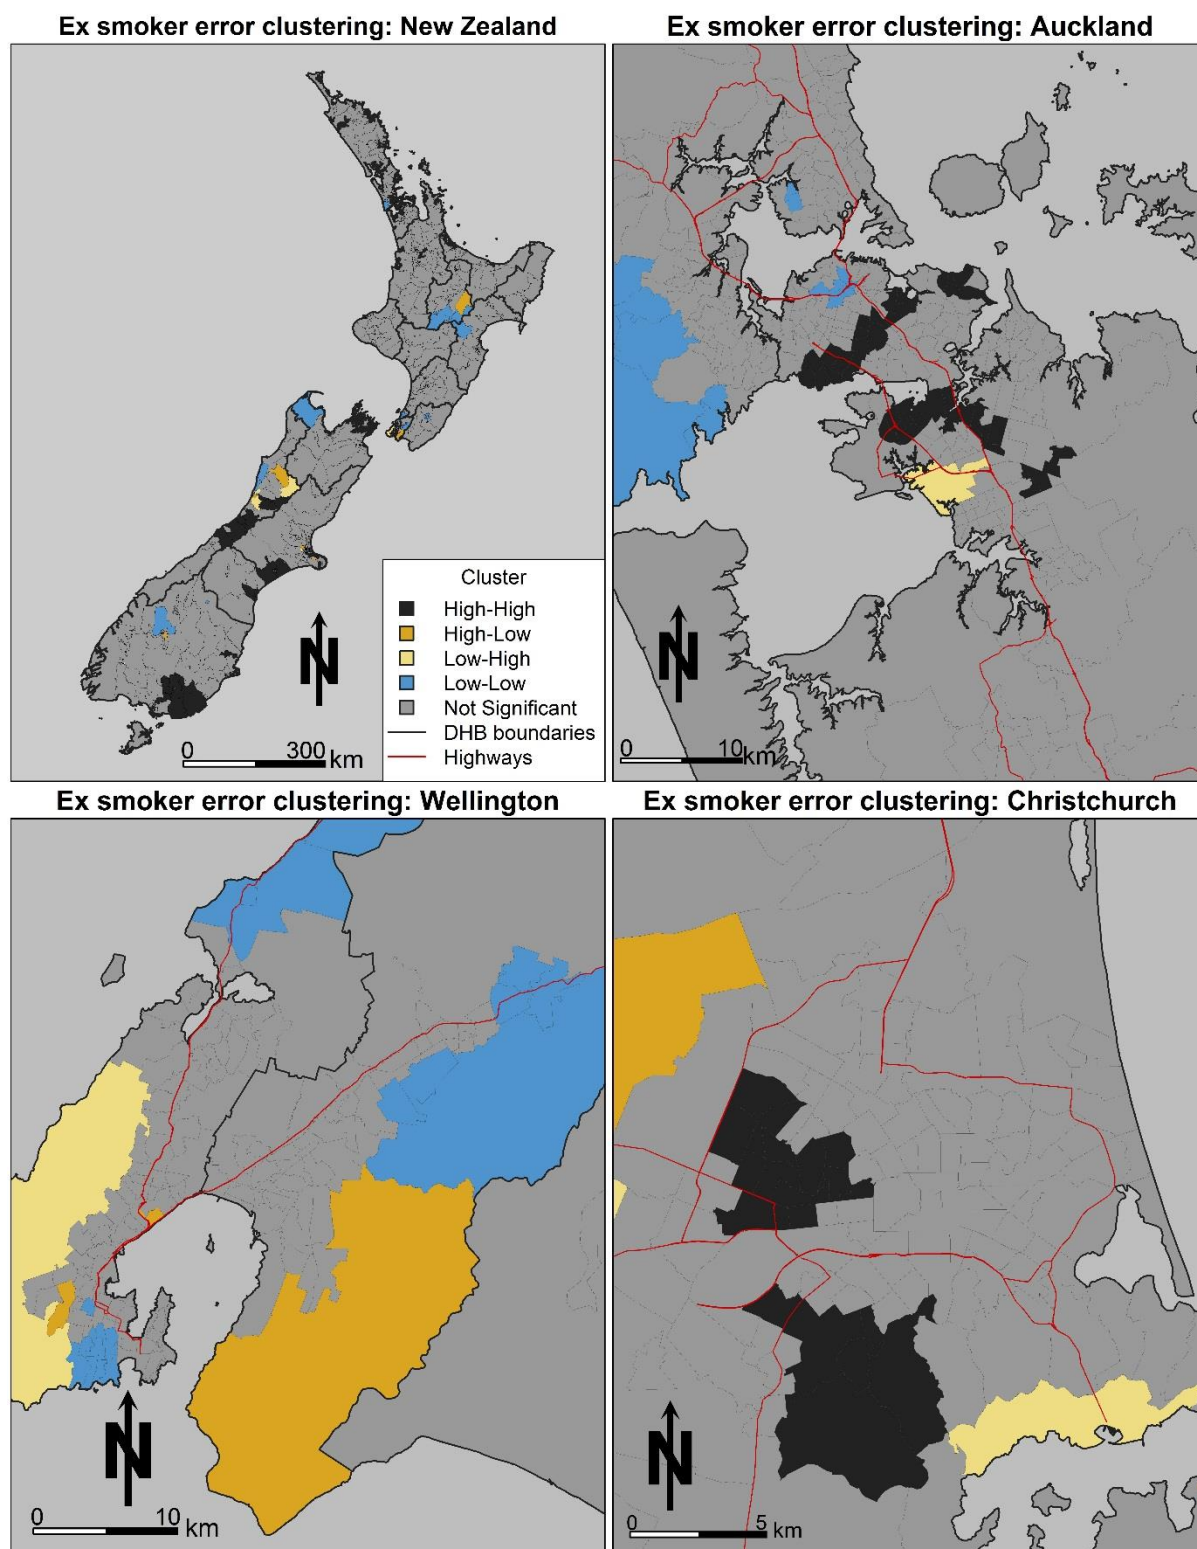 Ex smoker error clustering: New Zealand
Cluster
High-High
High-Low
Low-High
Low-Low
Not Significant
DHB boundaries
Highways
N
0 300 km
Ex smoker error clustering: Auckland
N
0 10 km
Ex smoker error clustering: Wellington
N
0 10 km
Ex smoker error clustering: Christchurch
N
0 5 km